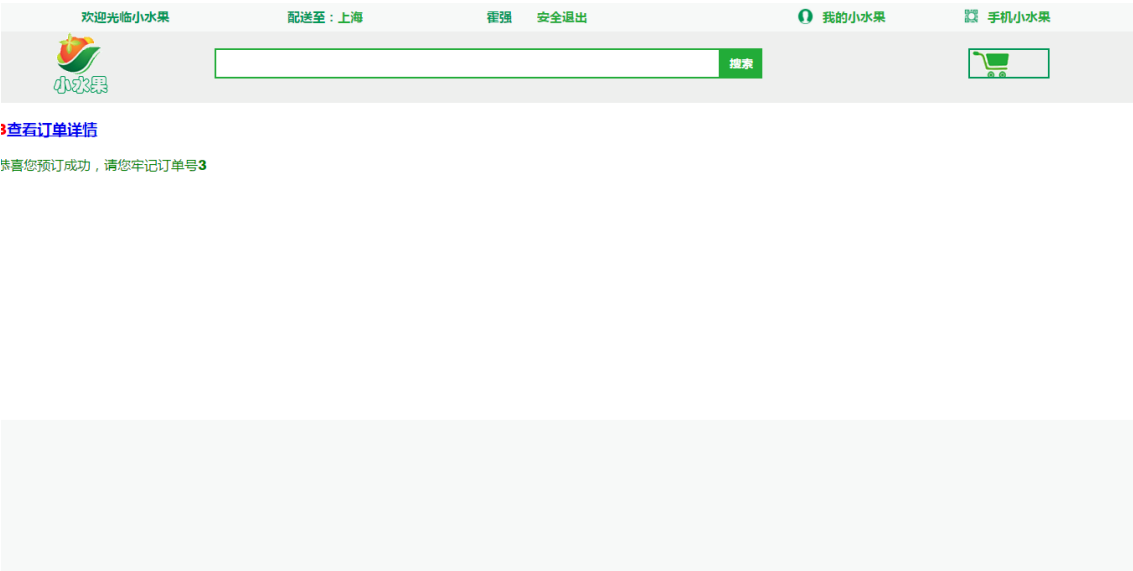 欢迎光临小水果 配送至：上海 霍强 安全退出 我的小水果 手机小水果
小水果
搜索
3查看订单详情
恭喜您预订成功，请您牢记订单号3